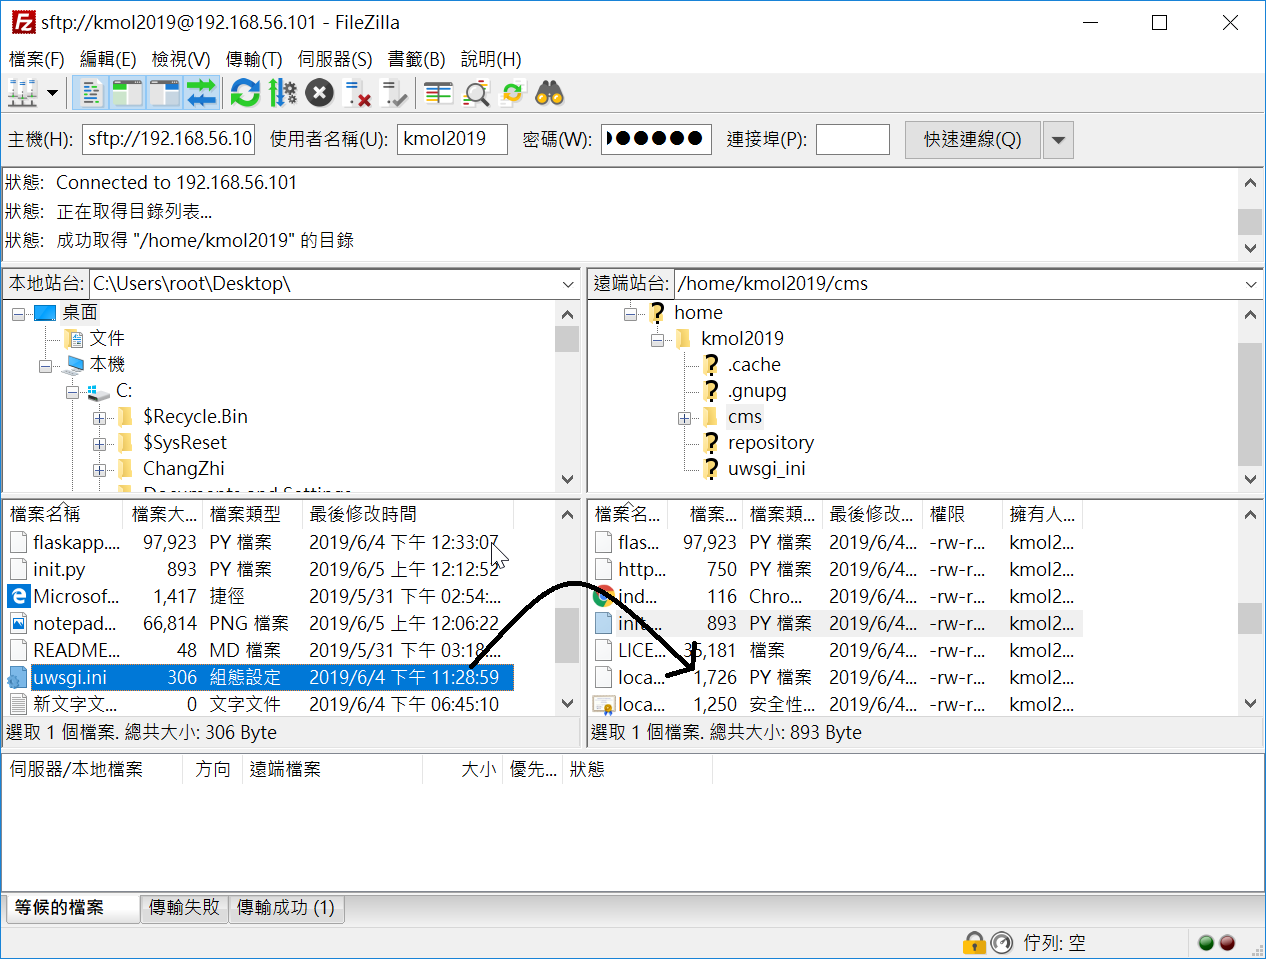 sftp://kmol2019@192.168.56.101 - FileZilla
檔案(F) 編輯(E) 檢視(V) 傳輸(T) 伺服器(S) 書籤(B) 說明(H)
主機(H): sftp://192.168.56.10 使用者名稱(U): kmol2019 密碼(W): ●●●●●● 連接埠(P): 快速連線(Q)
狀態: Connected to 192.168.56.101
狀態: 正在取得目錄列表...
狀態: 成功取得 "/home/kmol2019" 的目錄
本地站台: C:\Users\root\Desktop\
桌面
文件
本機
C:
$Recycle.Bin
$SysReset
ChangZhi
Documents and Settings
遠端站台: /home/kmol2019/cms
home
kmol2019
.cache
.gnupg
cms
repository
uwsgi_ini
檔案名稱 檔案大... 檔案類型 最後修改時間
flaskapp.... 97,923 PY 檔案 2019/6/4 下午 12:33:07
init.py 893 PY 檔案 2019/6/5 上午 12:12:52
Microsof... 1,417 捷徑 2019/5/31 下午 02:54:...
notepad... 66,814 PNG 檔案 2019/6/5 上午 12:06:22
README... 48 MD 檔案 2019/5/31 下午 03:18:...
uwsgi.ini 306 組態設定 2019/6/4 下午 11:28:59
新文字文... 0 文字文件 2019/6/4 下午 06:45:10
選取 1 個檔案. 總共大小: 306 Byte
檔案名... 檔案... 檔案類... 最後修改... 權限 擁有人...
flas... 97,923 PY 檔案 2019/6/4... -rw-r... kmol2...
http... 750 PY 檔案 2019/6/4... -rw-r... kmol2...
ind... 116 Chro... 2019/6/4... -rw-r... kmol2...
init.... 893 PY 檔案 2019/6/4... -rw-r... kmol2...
LICE... 35,181 檔案 2019/6/4... -rw-r... kmol2...
loca... 1,726 PY 檔案 2019/6/4... -rw-r... kmol2...
loca... 1,250 安全性... 2019/6/4... -rw-r... kmol2...
選取 1 個檔案. 總共大小: 893 Byte
伺服器/本地檔案 方向 遠端檔案 大小 優先... 狀態
等候的檔案 傳輸失敗 傳輸成功 (1)
佇列: 空